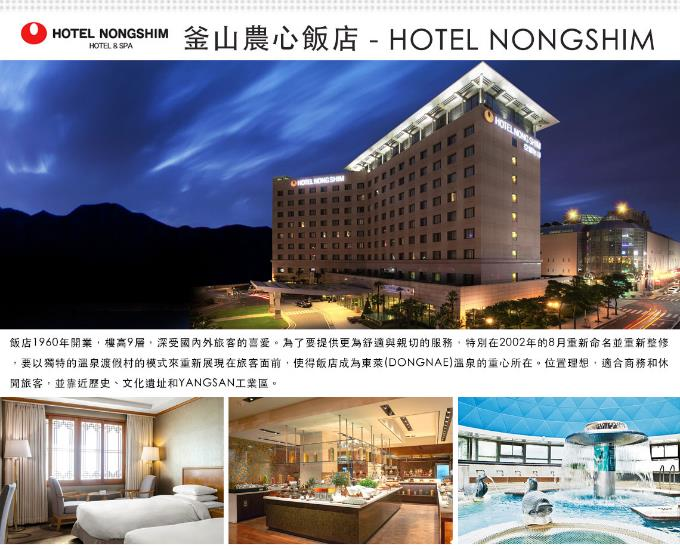 HOTEL NONGSHIM
HOTEL & SPA
釜山農心飯店 - HOTEL NONGSHIM
HOTEL NONGSHIM
HOTEL NONGSHIM
飯店1960年開業，樓高9層，深受國內外旅客的喜愛。為了要提供更為舒適與親切的服務，特別在2002年的8月重新命名並重新整修
，要以獨特的溫泉渡假村的模式來重新展現在旅客面前，使得飯店成為東萊(DONGNAE)溫泉的重心所在。位置理想，適合商務和休
閒旅客，並靠近歷史、文化遺址和YANGSAN工業區。